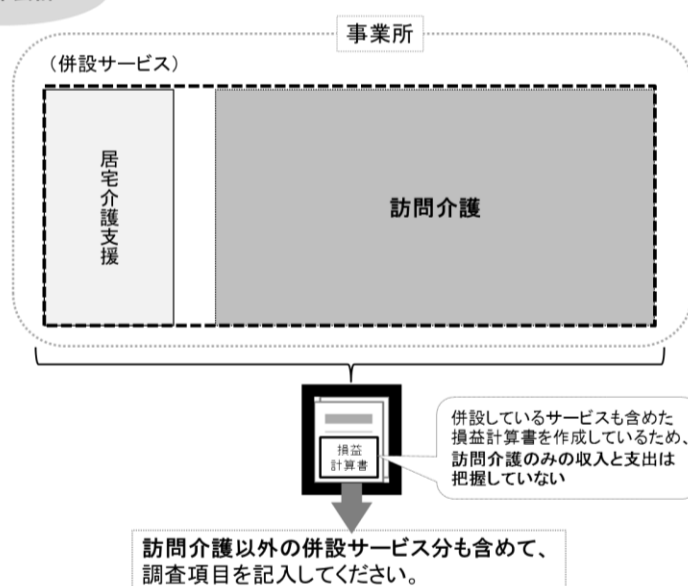 事業所
（併設サービス）
居宅介護支援
訪問介護
損益
計算書
併設しているサービスも含めた
損益計算書を作成しているため、
訪問介護のみの収入と支出は
把握していない
訪問介護以外の併設サービス分も含めて、
調査項目を記入してください。